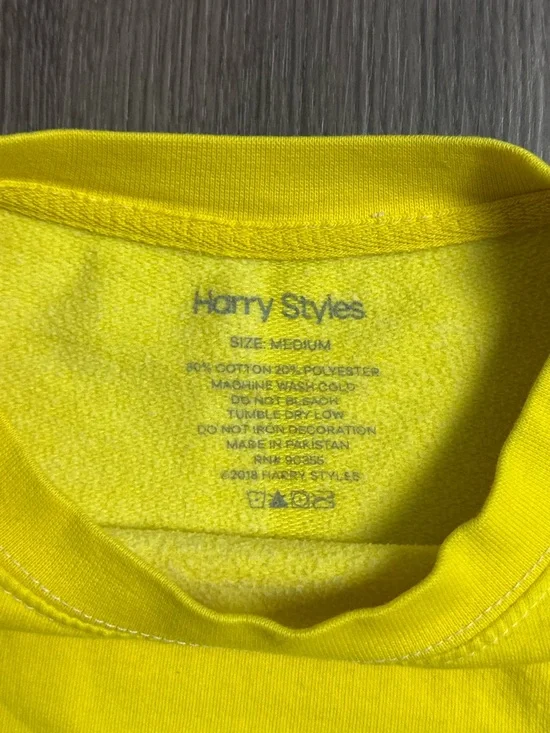 Harry Styles
SIZE: MEDIUM
80% COTTON 20% POLYESTER
MACHINE WASH COLD
DO NOT BLEACH
TUMBLE DRY LOW
DO NOT IRON DECORATION
MADE IN PAKISTAN
RN# 90355
©2018 HARRY STYLES